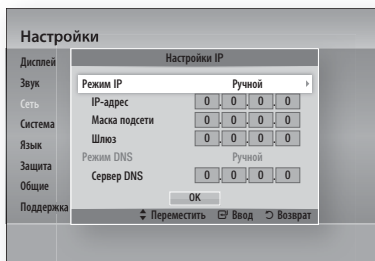 Настройки
Дисплей
Звук
Сеть
Система
Язык
Защита
Общие
Поддержка
Настройки IP
Режим IP Ручной
IP-адрес 0 . 0 . 0 . 0
Маска подсети 0 . 0 . 0 . 0
Шлюз 0 . 0 . 0 . 0
Режим DNS Ручной
Сервер DNS 0 . 0 . 0 . 0
OK
Переместить Ввод Возврат